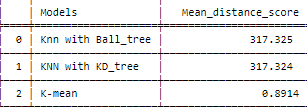 Models Mean_distance_score
0 Knn with Ball_tree 317.325
1 KNN with KD_tree 317.324
2 K-mean 0.8914